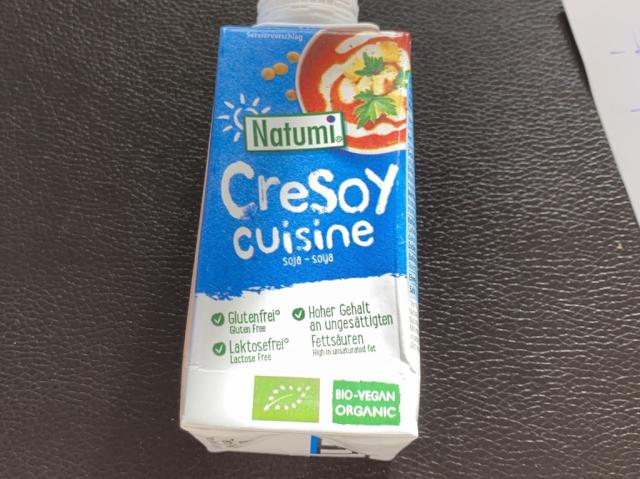 Serviervorschlag
Natumi®
CreSoy
cuisine
soja - soya
Glutenfrei°
Gluten Free
Laktosefrei°
Lactose Free
Hoher Gehalt
an ungesättigten
Fettsäuren
High in unsaturated fat
BIO-VEGAN
ORGANIC